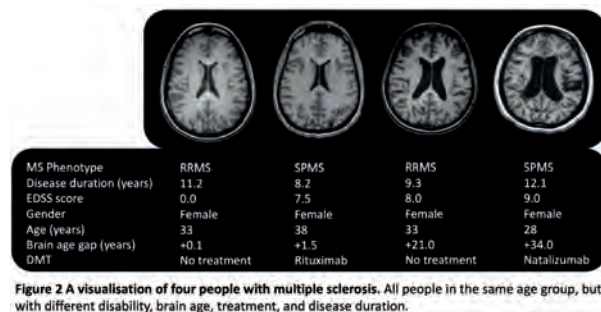 MS Phenotype RRMS SPMS RRMS SPMS
Disease duration (years) 11.2 8.2 9.3 12.1
EDSS score 0.0 7.5 8.0 9.0
Gender Female Female Female Female
Age (years) 33 38 33 28
Brain age gap (years) +0.1 +1.5 +21.0 +34.0
DMT No treatment Rituximab No treatment Natalizumab
Figure 2 A visualisation of four people with multiple sclerosis. All people in the same age group, but
with different disability, brain age, treatment, and disease duration.